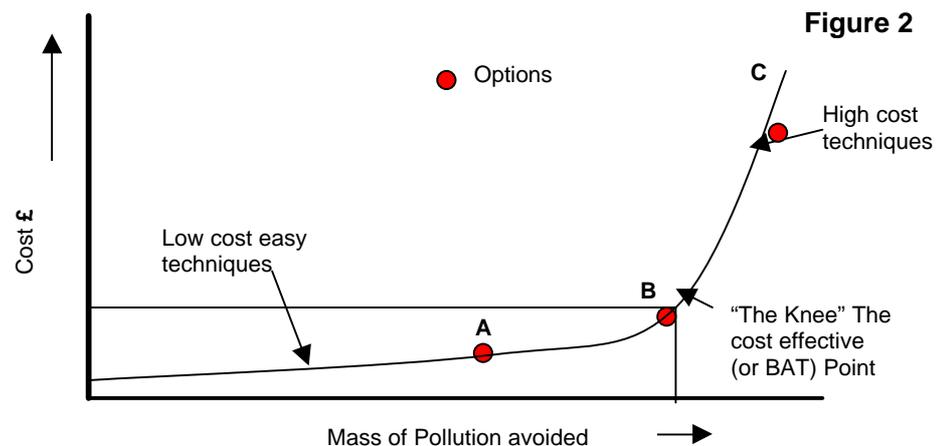 Figure 2
Options
C
High cost
techniques
Cost £
Low cost easy
techniques
B
A
“The Knee” The
cost effective
(or BAT) Point
Mass of Pollution avoided